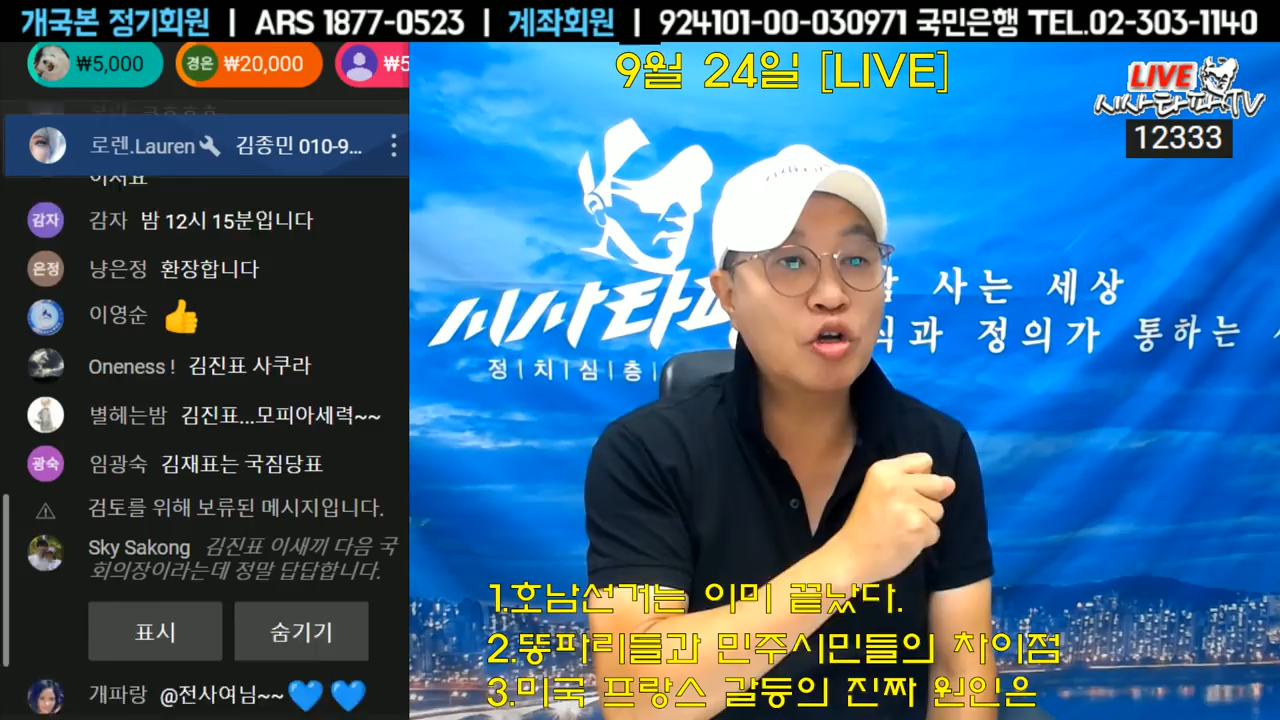 개국본 정기회원 | ARS 1877-0523 | 계좌회원 | 924101-00-030971 국민은행 TEL.02-303-1140
₩5,000
경은 ₩20,000
₩5
9월 24일 [LIVE]
LIVE
시사타파TV
12333
로렌.Lauren 김종민 010-9...
감자 감자 밤 12시 15분입니다
은정 냥은정 환장합니다
이영순 👍
Oneness ! 김진표 사쿠라
별헤는밤 김진표...모피아세력~~
광숙 임광숙 김재표는 국짐당표
검토를 위해 보류된 메시지입니다.
Sky Sakong 김진표 이새끼 다음 국
회의장이라는데 정말 답답합니다.
표시 숨기기
개파랑 @전사여님~~💙💙
사는 세상
시사타파
식과 정의가 통하는
정|치|심|층|
1.호남선거는 이미 끝났다.
2.똥파리들과 민주시민들의 차이점
3.미국 프랑스 갈등의 진짜 원인은